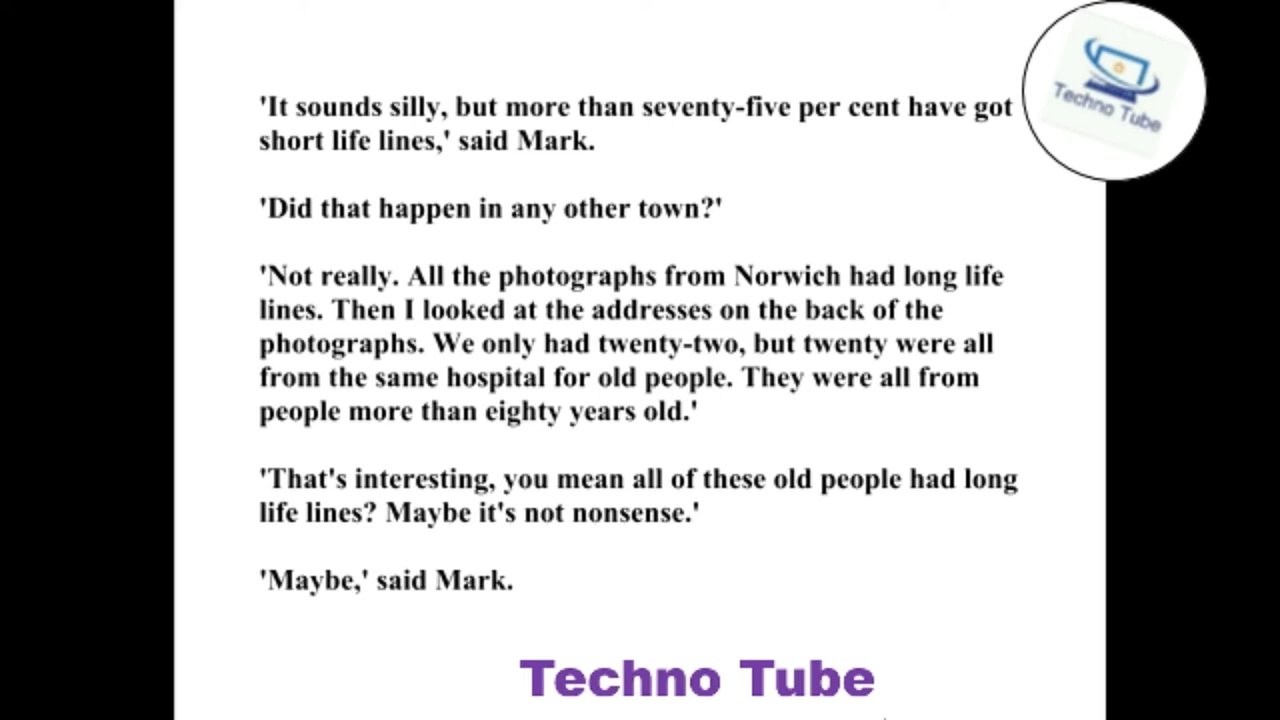 'It sounds silly, but more than seventy-five per cent have got
short life lines,' said Mark.
'Did that happen in any other town?'
'Not really. All the photographs from Norwich had long life
lines. Then I looked at the addresses on the back of the
photographs. We only had twenty-two, but twenty were all
from the same hospital for old people. They were all from
people more than eighty years old.'
'That's interesting, you mean all of these old people had long
life lines? Maybe it's not nonsense.'
'Maybe,' said Mark.
Techno Tube
Techno Tube